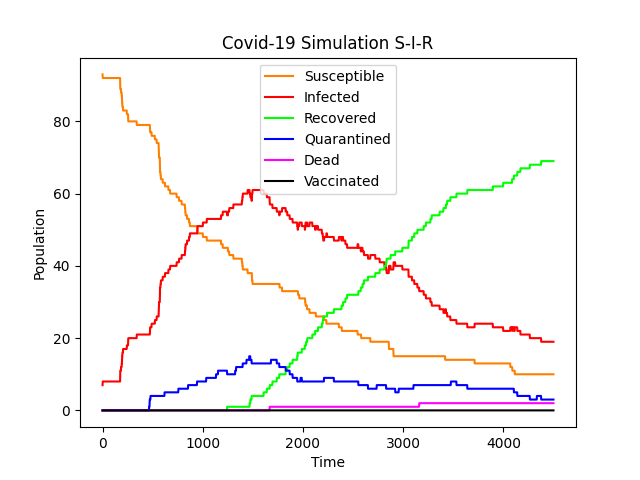 Covid-19 Simulation S-I-R
Susceptible
Infected
Recovered
Quarantined
Dead
Vaccinated
Population
80
60
40
20
0
0 1000 2000 3000 4000
Time